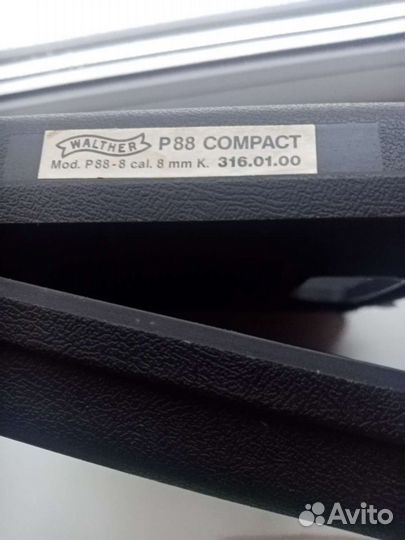 WALTHER P88 COMPACT
Mod. P88-8 cal. 8 mm K. 316.01.00
Avito